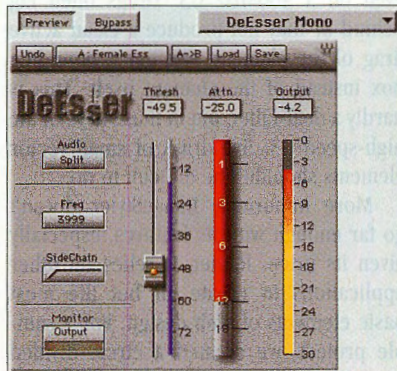 Preview Bypass DeEsser Mono
Undo A: Female Ess A->B Load Save W
DeEsser
Thresh Attn. Output
-49.5 -25.0 -4.2
Audio
Split
Freq
3999
SideChain
Monitor
Output
12
24
36
48
60
72
1
3
6
12
18
0
-3
-6
-9
-12
-15
-18
-21
-24
-27
-30